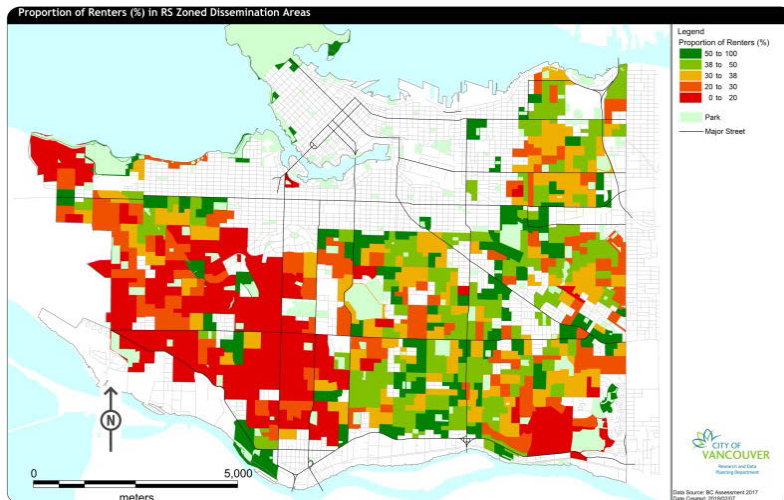 Proportion of Renters (%) in RS Zoned Dissemination Areas
Legend
Proportion of Renters (%)
50 to 100
38 to 50
30 to 38
20 to 30
0 to 20
Park
Major Street
N
0 5,000
meters
CITY OF
VANCOUVER
Research and Data
Planning Department
Data Source: BC Assessment 2017